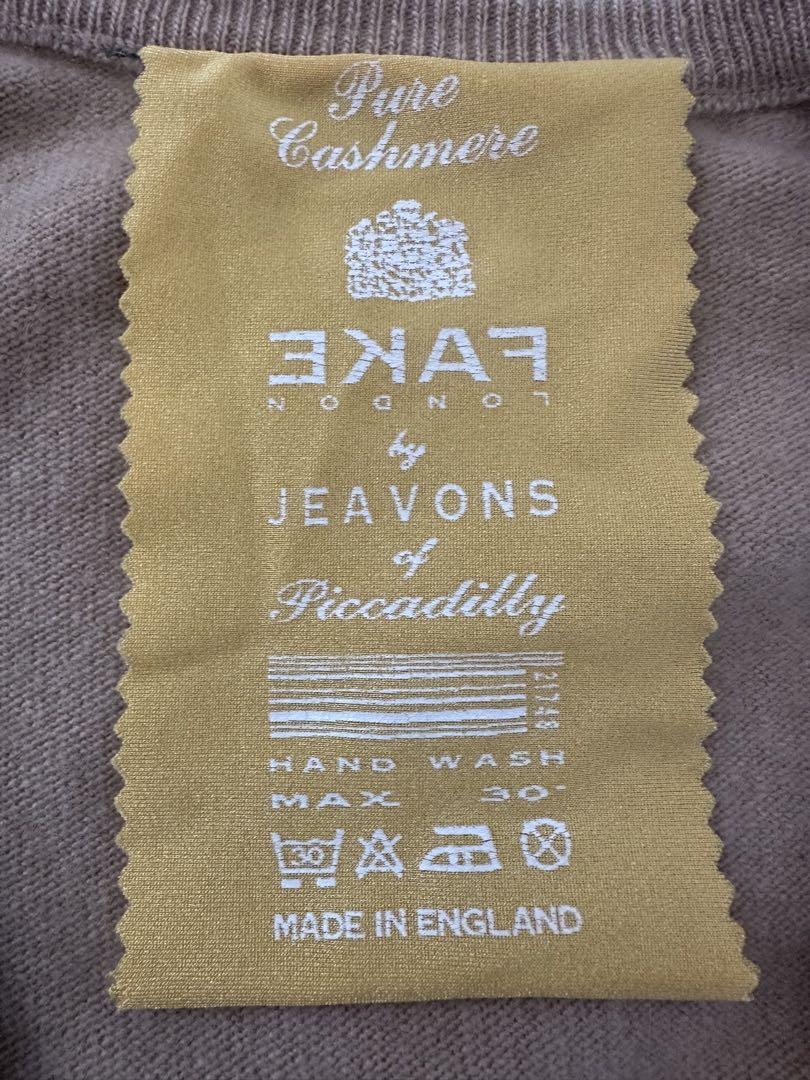 Pure
Cashmere
FAKE
LONDON
by
JEAVONS
of
Piccadilly
21748
HAND WASH
MAX 30°
30
MADE IN ENGLAND